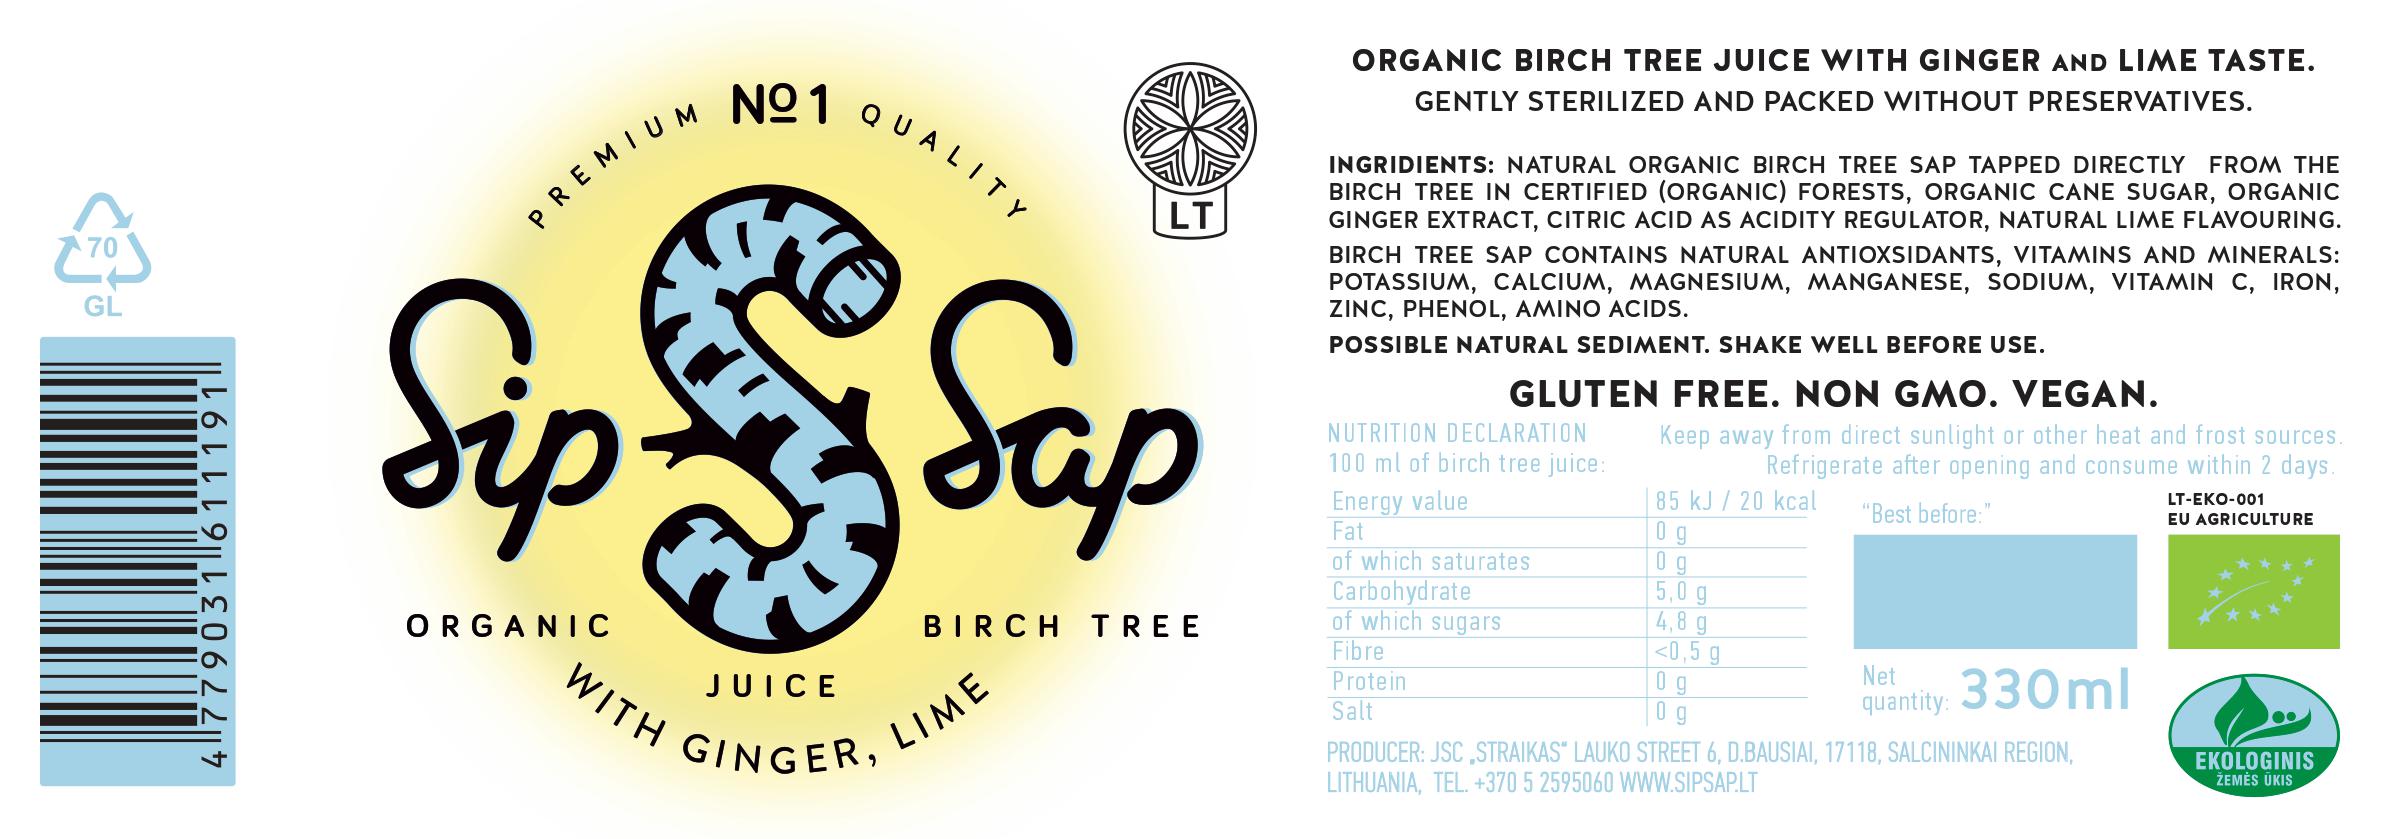 70
GL
4779031611191
PREMIUM Nº1 QUALITY
LT
Sip Sap
ORGANIC BIRCH TREE
JUICE
WITH GINGER, LIME
ORGANIC BIRCH TREE JUICE WITH GINGER AND LIME TASTE.
GENTLY STERILIZED AND PACKED WITHOUT PRESERVATIVES.
INGRIDIENTS: NATURAL ORGANIC BIRCH TREE SAP TAPPED DIRECTLY FROM THE
BIRCH TREE IN CERTIFIED (ORGANIC) FORESTS, ORGANIC CANE SUGAR, ORGANIC
GINGER EXTRACT, CITRIC ACID AS ACIDITY REGULATOR, NATURAL LIME FLAVOURING.
BIRCH TREE SAP CONTAINS NATURAL ANTIOXSIDANTS, VITAMINS AND MINERALS:
POTASSIUM, CALCIUM, MAGNESIUM, MANGANESE, SODIUM, VITAMIN C, IRON,
ZINC, PHENOL, AMINO ACIDS.
POSSIBLE NATURAL SEDIMENT. SHAKE WELL BEFORE USE.
GLUTEN FREE. NON GMO. VEGAN.
NUTRITION DECLARATION
100 ml of birch tree juice:
Keep away from direct sunlight or other heat and frost sources.
Refrigerate after opening and consume within 2 days.
Energy value 85 kJ / 20 kcal
Fat 0 g
of which saturates 0 g
Carbohydrate 5,0 g
of which sugars 4,8 g
Fibre <0,5 g
Protein 0 g
Salt 0 g
“Best before:”
LT-EKO-001
EU AGRICULTURE
Net
quantity: 330ml
PRODUCER: JSC „STRAIKAS“ LAUKO STREET 6, D.BAUSIAI, 17118, SALCININKAI REGION,
LITHUANIA, TEL. +370 5 2595060 WWW.SIPSAP.LT
EKOLOGINIS
ŽEMĖS ŪKIS